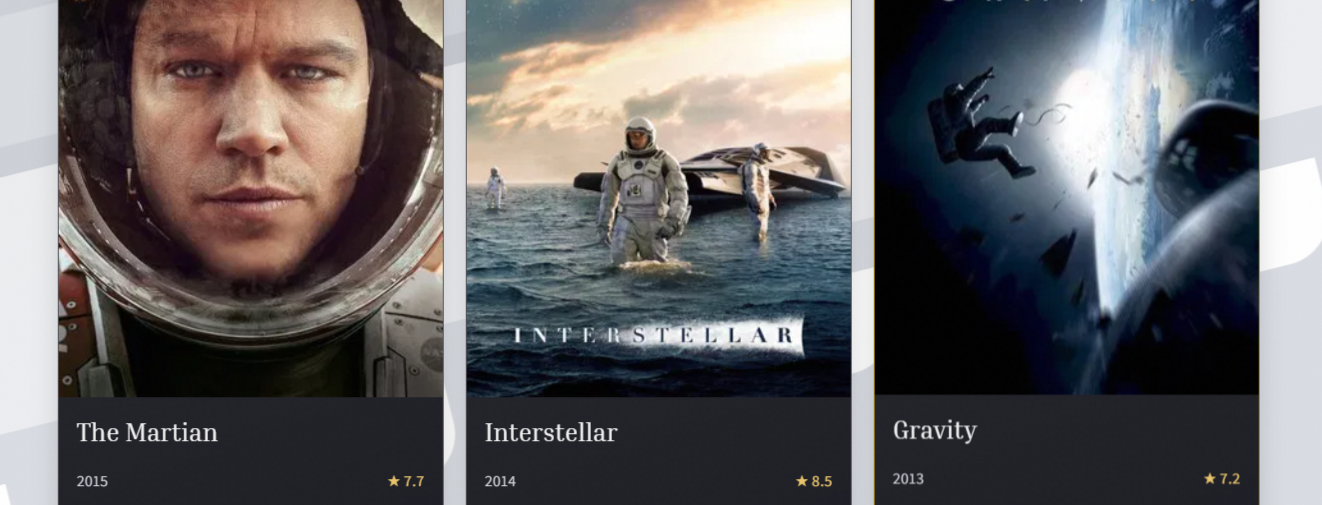 INTERSTELLAR
The Martian
2015
★ 7.7
Interstellar
2014
★ 8.5
Gravity
2013
★ 7.2